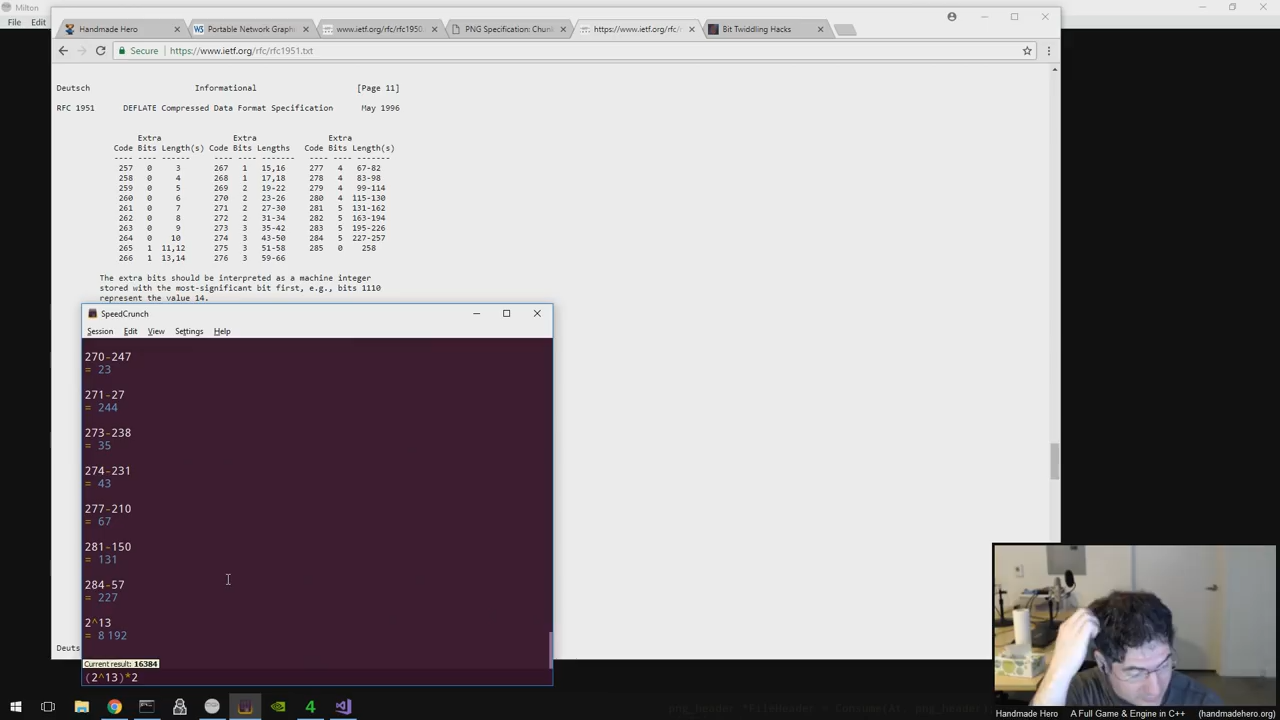 Milton
File
Handmade Hero
Portable Network Graph
www.ietf.org/rfc/rfc1950
PNG Specification: Chunk
https://www.ietf.org/rfc/
Bit Twiddling Hacks
Secure
https://www.ietf.org/rfc/rfc1951.txt
Deutsch Informational [Page 11]
RFC 1951 DEFLATE Compressed Data Format Specification May 1996
Extra Extra Extra
Code Bits Length(s) Code Bits Lengths Code Bits Length(s)
---- ---- ------ ---- ---- ------- ---- ---- -------
257 0 3 267 1 15,16 277 4 67-82
258 0 4 268 1 17,18 278 4 83-98
259 0 5 269 2 19-22 279 4 99-114
260 0 6 270 2 23-26 280 4 115-130
261 0 7 271 2 27-30 281 5 131-162
262 0 8 272 2 31-34 282 5 163-194
263 0 9 273 3 35-42 283 5 195-226
264 0 10 274 3 43-50 284 5 227-257
265 1 11,12 275 3 51-58 285 0 258
266 1 13,14 276 3 59-66
The extra bits should be interpreted as a machine integer
stored with the most-significant bit first, e.g., bits 1110
represent the value 14.
SpeedCrunch
Session Edit View Settings Help
270-247
= 23
271-27
= 244
273-238
= 35
274-231
= 43
277-210
= 67
281-150
= 131
284-57
= 227
2^13
= 8 192
Deuts
Current result: 16384
(2^13)*2
4
Handmade Hero A Full Game & Engine in C++ (handmadehero.org)